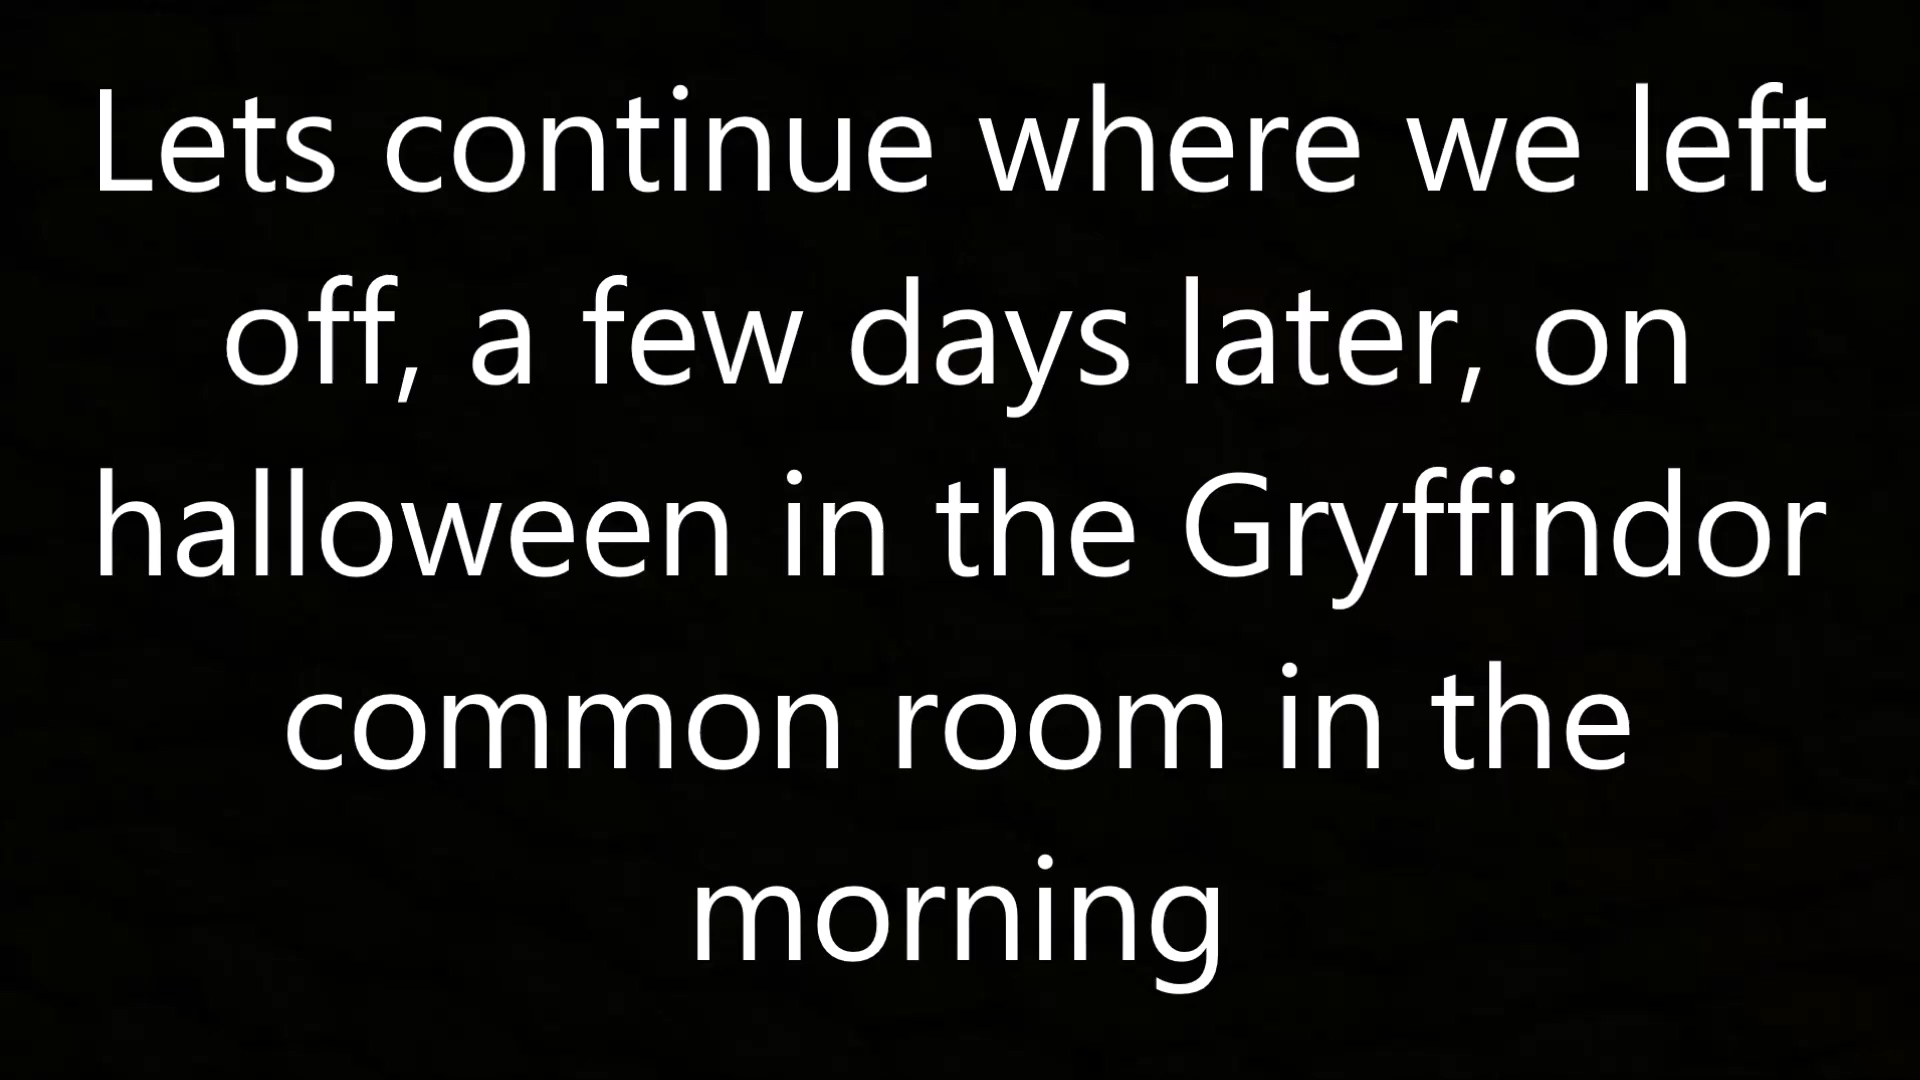 Lets continue where we left
off, a few days later, on
halloween in the Gryffindor
common room in the
morning